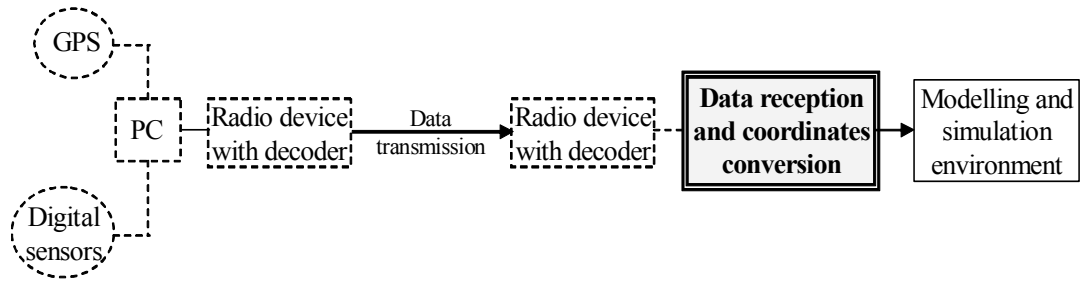 GPS
PC
Digital
sensors
Radio device
with decoder
Data
transmission
Radio device
with decoder
Data reception
and coordinates
conversion
Modelling and
simulation
environment